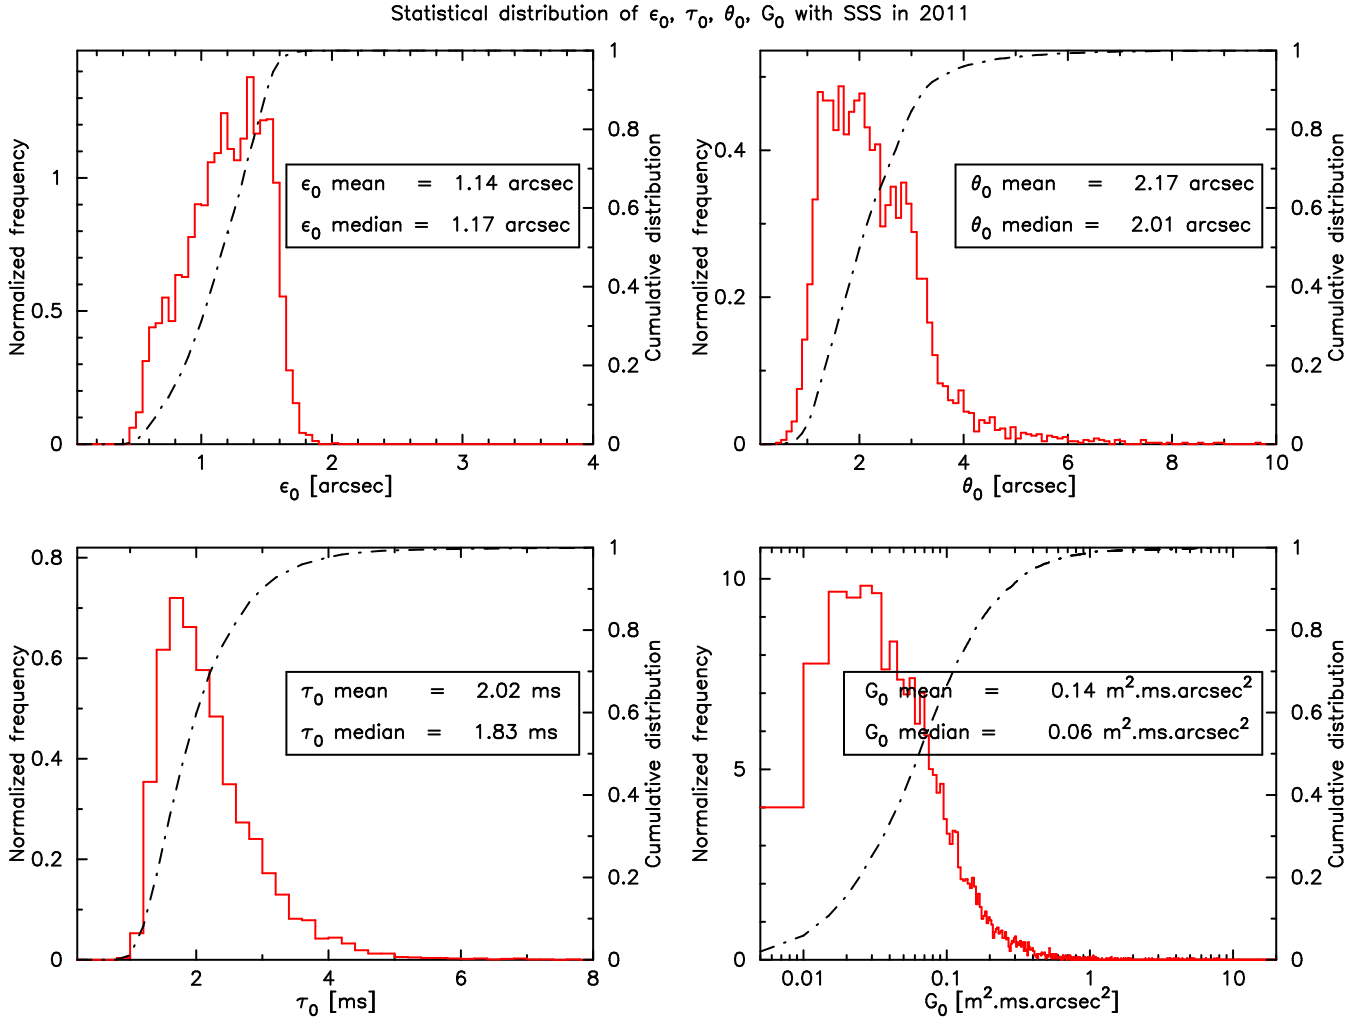 Statistical distribution of ϵ₀, τ₀, θ₀, G₀ with SSS in 2011
Normalized frequency
1
0.5
0
ϵ₀ mean = 1.14 arcsec
ϵ₀ median = 1.17 arcsec
1
0.8
0.6
0.4
0.2
0
Cumulative distribution
1 2 3 4
ϵ₀ [arcsec]
Normalized frequency
0.4
0.2
0
θ₀ mean = 2.17 arcsec
θ₀ median = 2.01 arcsec
1
0.8
0.6
0.4
0.2
0
Cumulative distribution
2 4 6 8 10
θ₀ [arcsec]
Normalized frequency
0.8
0.6
0.4
0.2
0
τ₀ mean = 2.02 ms
τ₀ median = 1.83 ms
1
0.8
0.6
0.4
0.2
0
Cumulative distribution
2 4 6 8
τ₀ [ms]
Normalized frequency
10
5
0
G₀ mean = 0.14 m².ms.arcsec²
G₀ median = 0.06 m².ms.arcsec²
1
0.8
0.6
0.4
0.2
0
Cumulative distribution
0.01 0.1 1 10
G₀ [m².ms.arcsec²]